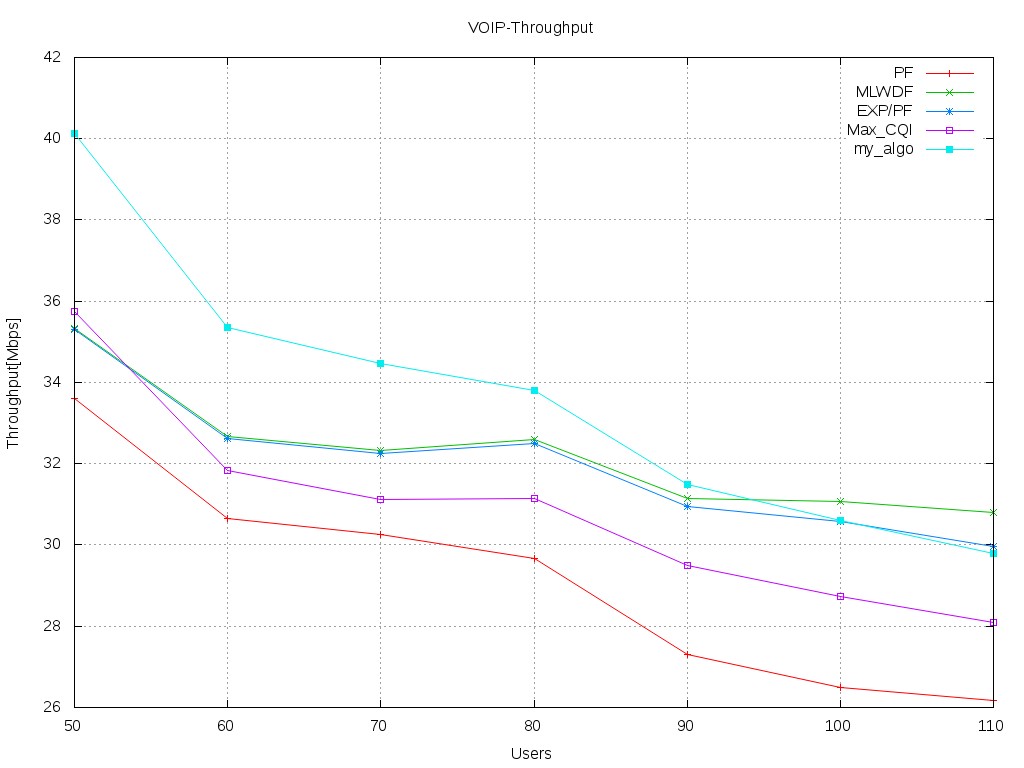 VOIP-Throughput
42
40
38
36
34
32
30
28
26
Throughput[Mbps]
PF
MLWDF
EXP/PF
Max_CQI
my_algo
50 60 70 80 90 100 110
Users